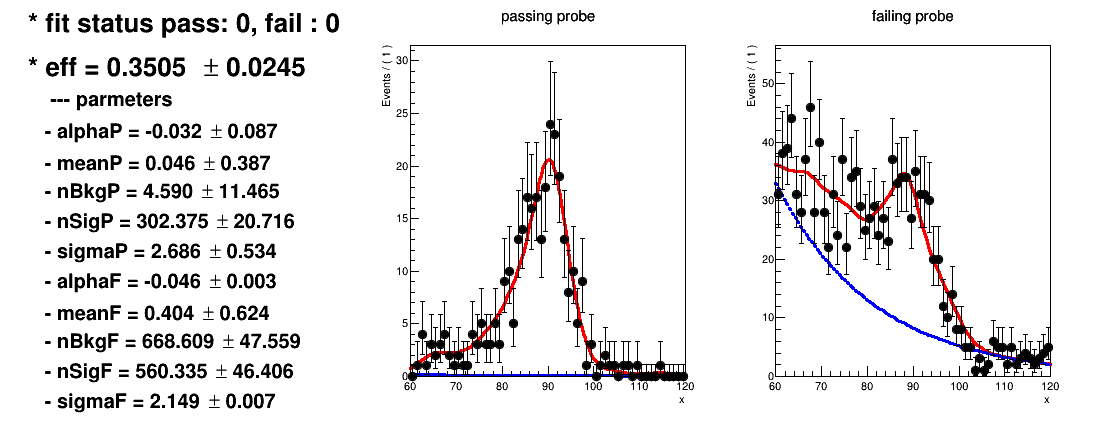 * fit status pass: 0, fail : 0
* eff = 0.3505 ± 0.0245
--- parmeters
- alphaP = -0.032 ± 0.087
- meanP = 0.046 ± 0.387
- nBkgP = 4.590 ± 11.465
- nSigP = 302.375 ± 20.716
- sigmaP = 2.686 ± 0.534
- alphaF = -0.046 ± 0.003
- meanF = 0.404 ± 0.624
- nBkgF = 668.609 ± 47.559
- nSigF = 560.335 ± 46.406
- sigmaF = 2.149 ± 0.007
passing probe
Events / ( 1 )
30
25
20
15
10
5
0
60 70 80 90 100 110 120
x
failing probe
Events / ( 1 )
50
40
30
20
10
0
60 70 80 90 100 110 120
x